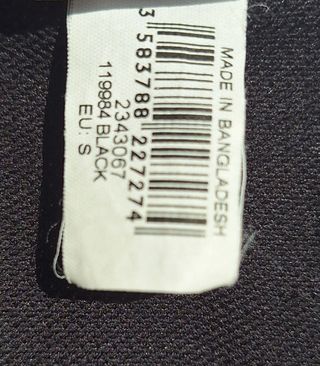 MADE IN BANGLADESH
3 583788 227274
2343067
119984 BLACK
EU: S